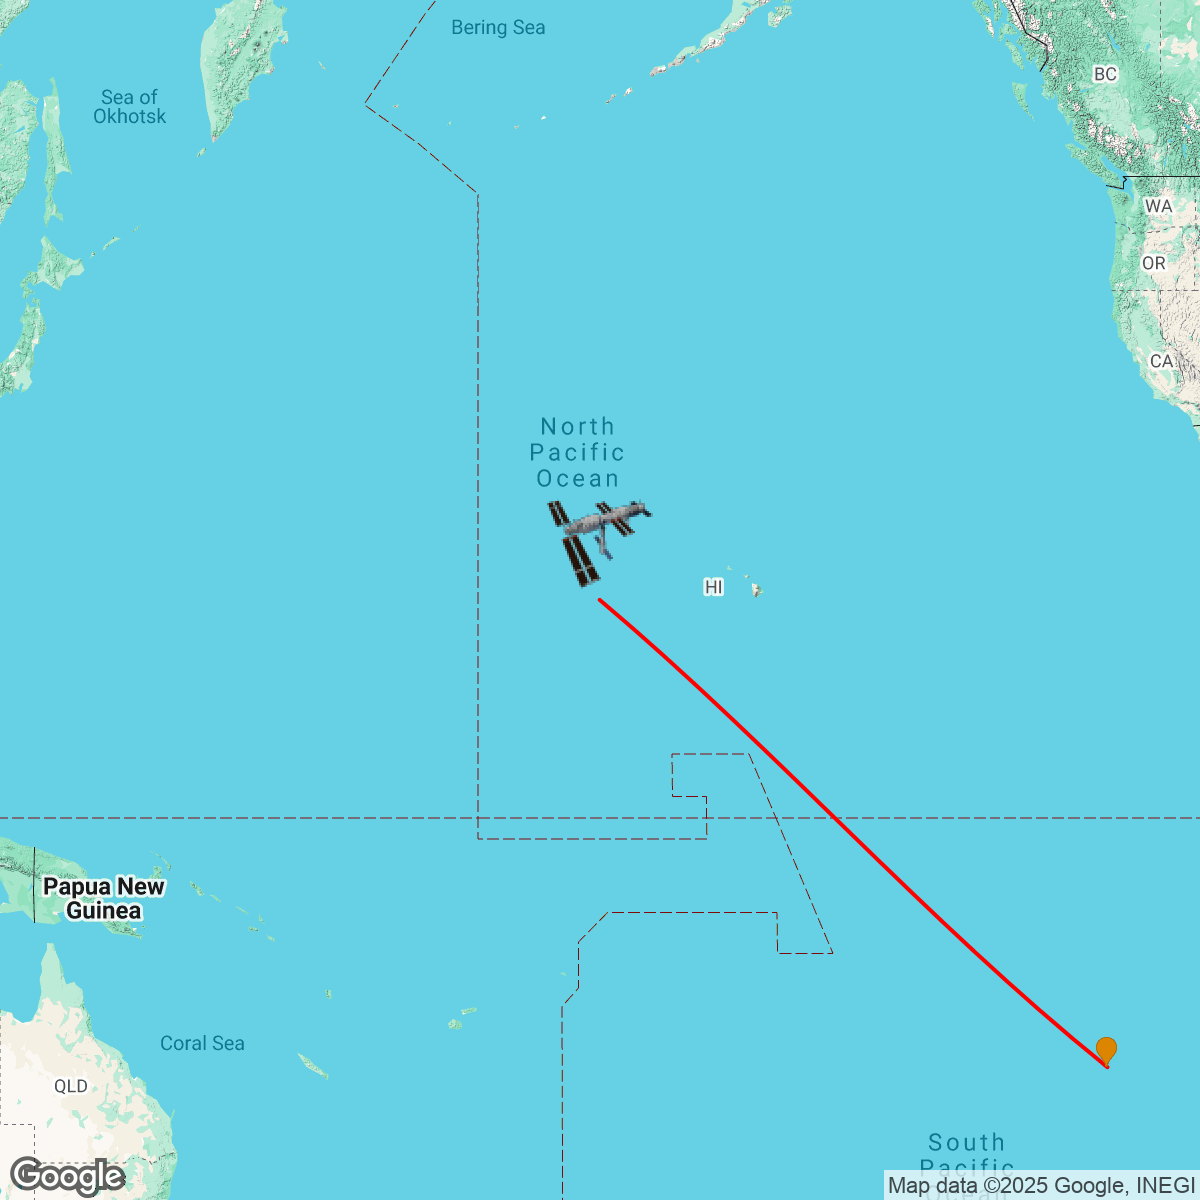 Bering Sea
Sea of
Okhotsk
BC
WA
OR
CA
North
Pacific
Ocean
HI
Papua New
Guinea
Coral Sea
QLD
South
Pacific
Ocean
Google
Map data ©2025 Google, INEGI